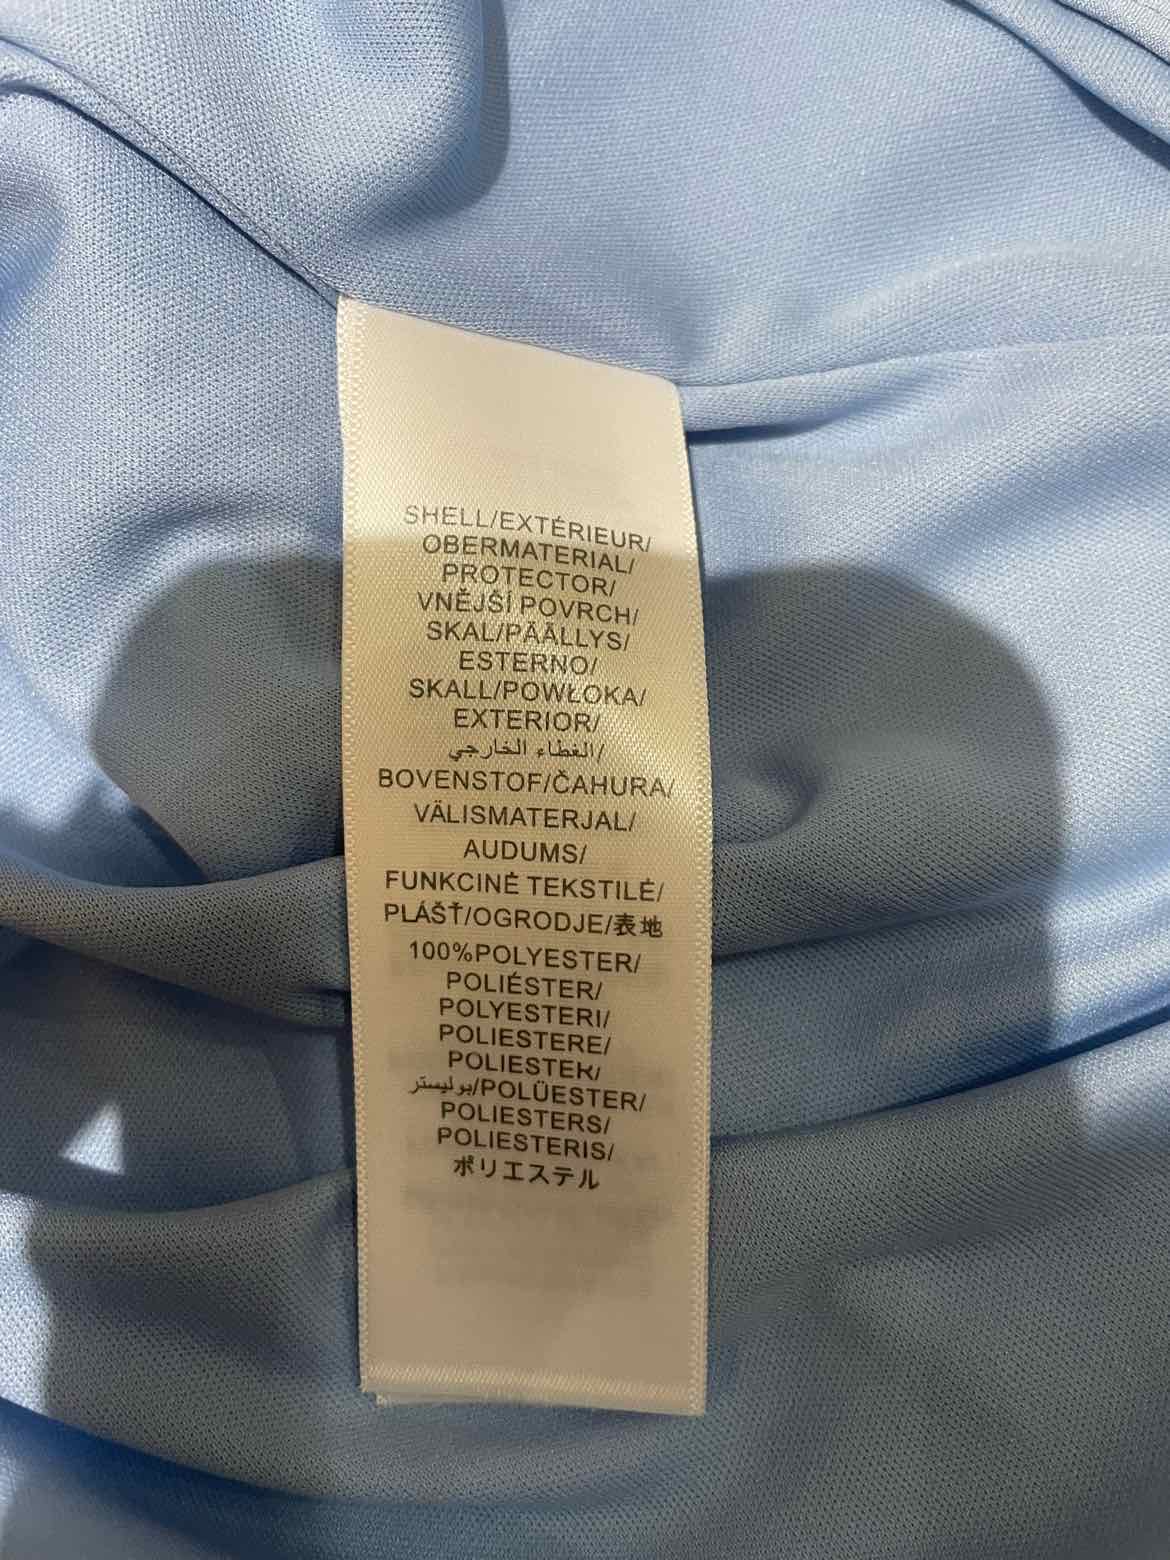 SHELL/EXTÉRIEUR/
OBERMATERIAL/
PROTECTOR/
VNĚJŠÍ POVRCH/
SKAL/PÄÄLLYS/
ESTERNO/
SKALL/POWŁOKA/
EXTERIOR/
الغطاء الخارجي/
BOVENSTOF/ČAHURA/
VÄLISMATERJAL/
AUDUMS/
FUNKCINĖ TEKSTILĖ/
PLÁŠŤ/OGRODJE/表地
100%POLYESTER/
POLIÉSTER/
POLYESTERI/
POLIESTERE/
POLIESTER/
بوليستر/POLÜESTER/
POLIESTERS/
POLIESTERIS/
ポリエステル